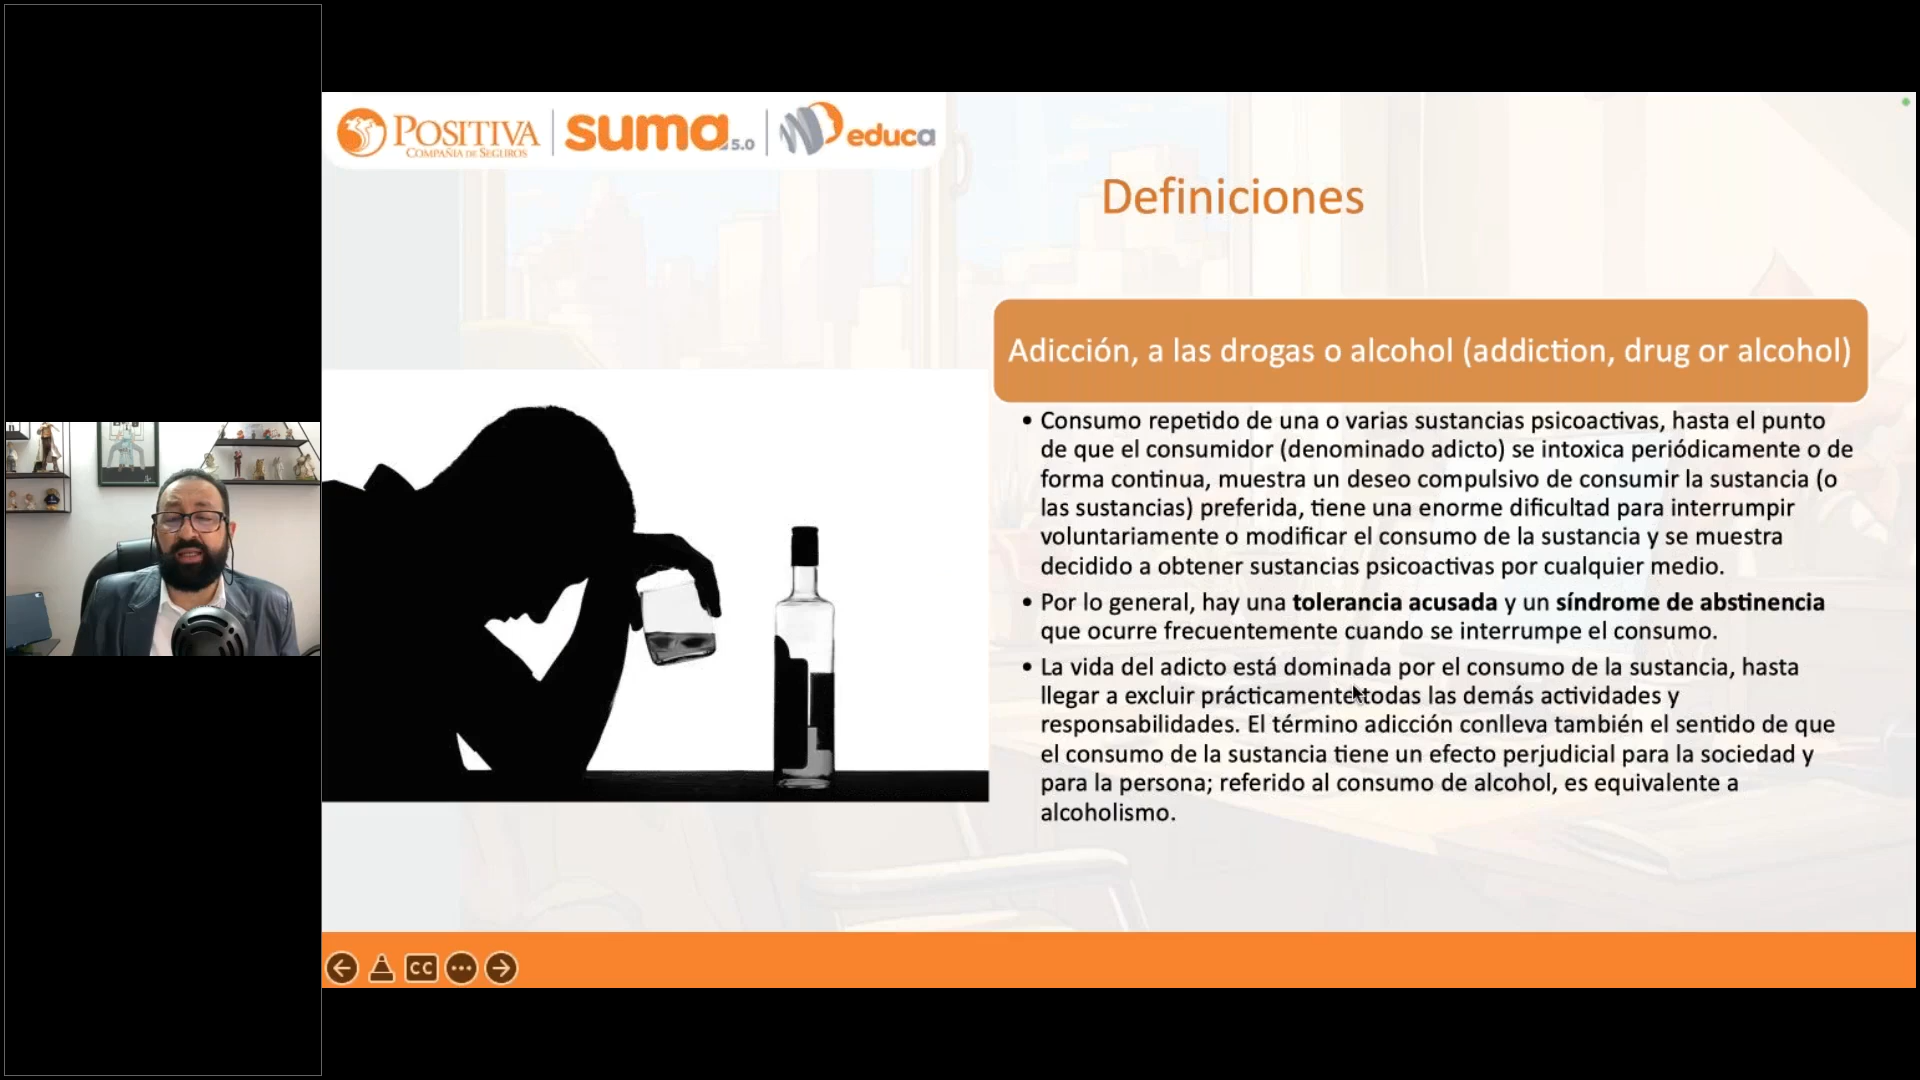 POSITIVA
COMPAÑÍA DE SEGUROS
suma 5.0
educa
Definiciones
Adicción, a las drogas o alcohol (addiction, drug or alcohol)
• Consumo repetido de una o varias sustancias psicoactivas, hasta el punto
de que el consumidor (denominado adicto) se intoxica periódicamente o de
forma continua, muestra un deseo compulsivo de consumir la sustancia (o
las sustancias) preferida, tiene una enorme dificultad para interrumpir
voluntariamente o modificar el consumo de la sustancia y se muestra
decidido a obtener sustancias psicoactivas por cualquier medio.
• Por lo general, hay una tolerancia acusada y un síndrome de abstinencia
que ocurre frecuentemente cuando se interrumpe el consumo.
• La vida del adicto está dominada por el consumo de la sustancia, hasta
llegar a excluir prácticamente todas las demás actividades y
responsabilidades. El término adicción conlleva también el sentido de que
el consumo de la sustancia tiene un efecto perjudicial para la sociedad y
para la persona; referido al consumo de alcohol, es equivalente a
alcoholismo.
CC